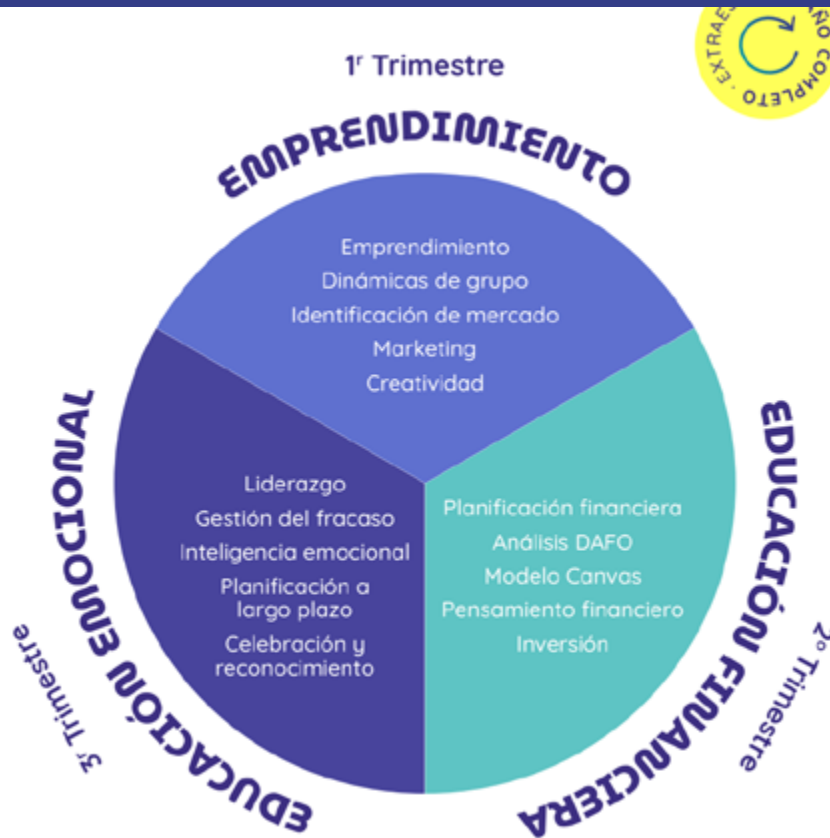 1ʳ Trimestre
EMPRENDIMIENTO
Emprendimiento
Dinámicas de grupo
Identificación de mercado
Marketing
Creatividad
EDUCACIÓN FINANCIERA
2º Trimestre
Planificación financiera
Análisis DAFO
Modelo Canvas
Pensamiento financiero
Inversión
EDUCACIÓN EMOCIONAL
3ʳ Trimestre
Liderazgo
Gestión del fracaso
Inteligencia emocional
Planificación a
largo plazo
Celebración y
reconocimiento
COMPLETO ·